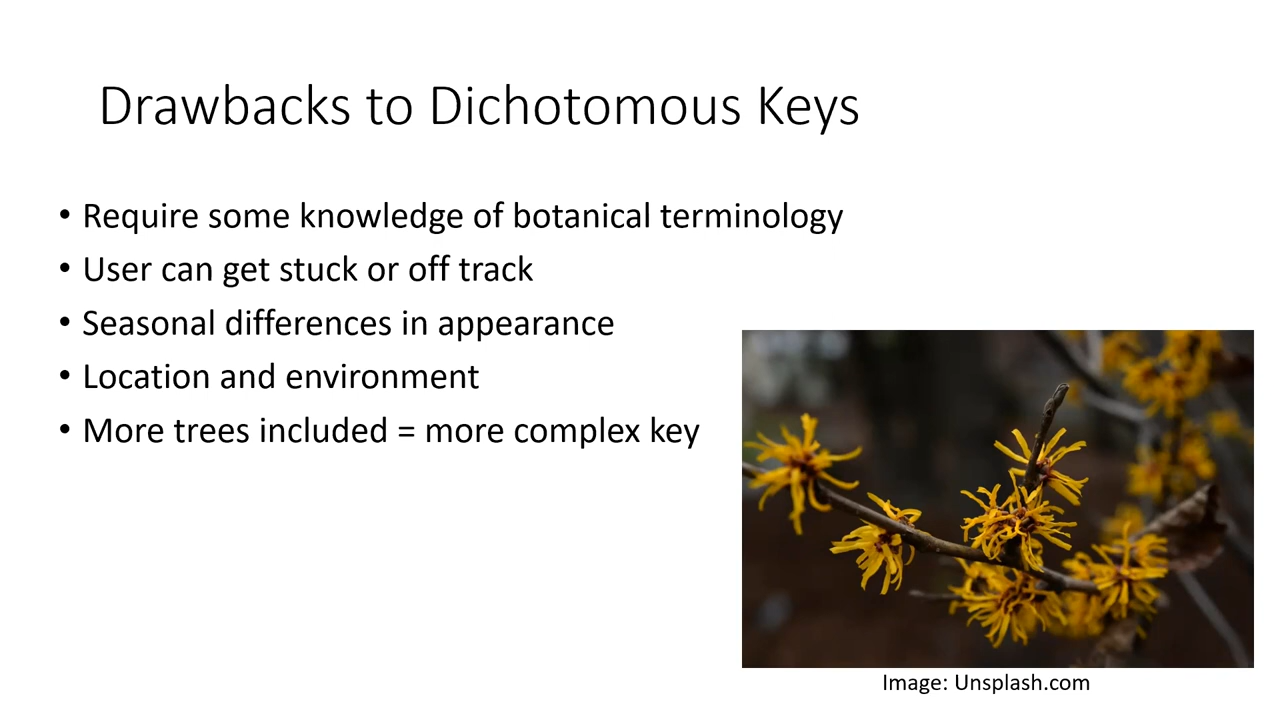 Drawbacks to Dichotomous Keys
• Require some knowledge of botanical terminology
• User can get stuck or off track
• Seasonal differences in appearance
• Location and environment
• More trees included = more complex key
Image: Unsplash.com